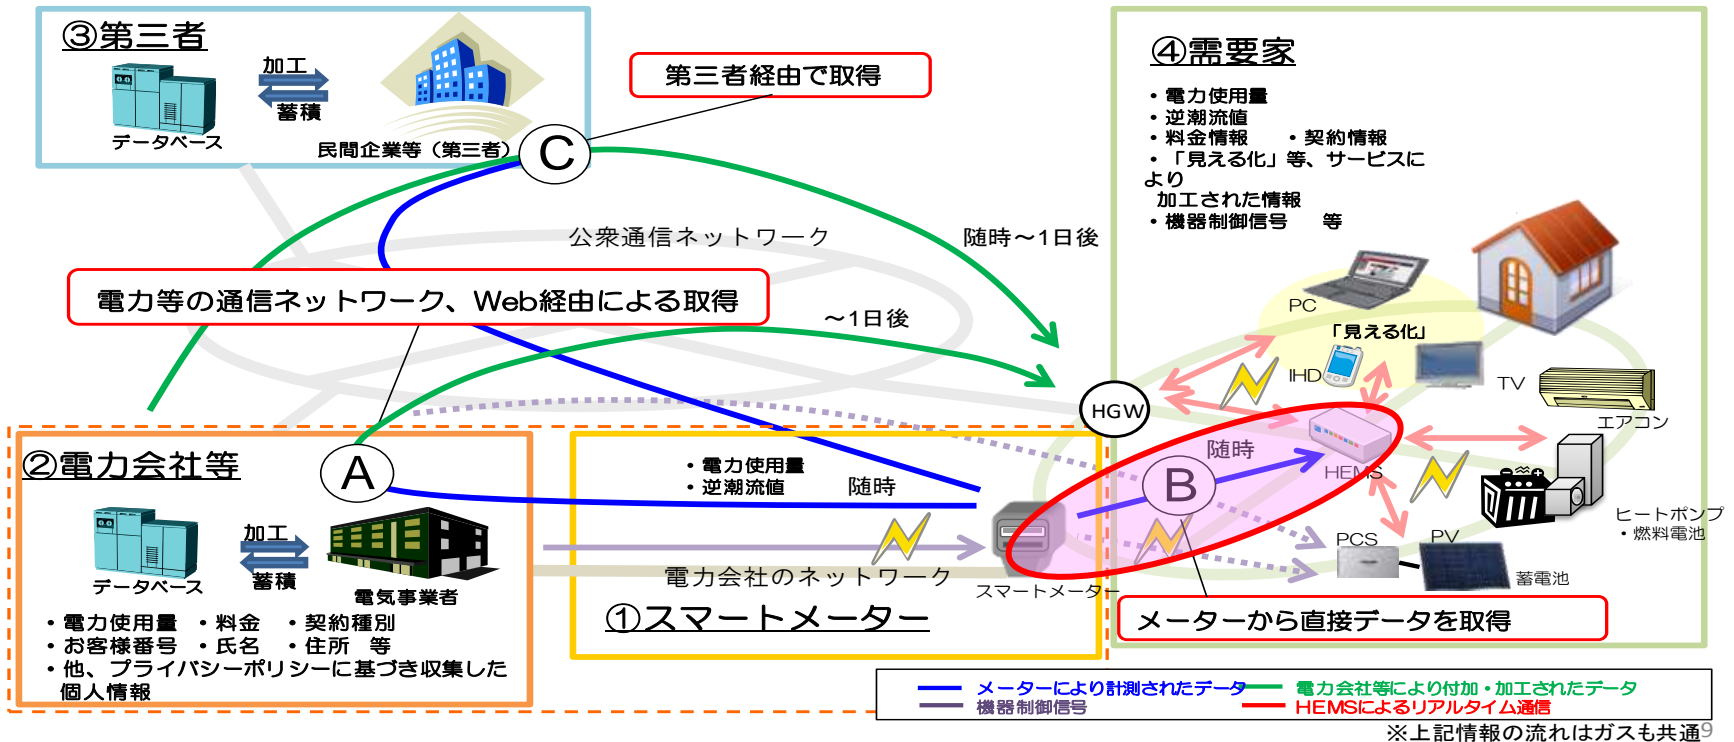 ③第三者
加工
蓄積
データベース
民間企業等（第三者）
C
第三者経由で取得
公衆通信ネットワーク
随時～1日後
電力等の通信ネットワーク、Web経由による取得
～1日後
④需要家
・電力使用量
・逆潮流値
・料金情報　・契約情報
・「見える化」等、サービスに
より
加工された情報
・機器制御信号　等
PC
「見える化」
IHD
TV
エアコン
HGW
HEMS
随時
B
ヒートポンプ
・燃料電池
PCS
PV
蓄電池
②電力会社等
A
加工
蓄積
データベース
電気事業者
・電力使用量　・料金　・契約種別
・お客様番号　・氏名　・住所　等
・他、プライバシーポリシーに基づき収集した
個人情報
・電力使用量
・逆潮流値
随時
電力会社のネットワーク
①スマートメーター
スマートメーター
メーターから直接データを取得
メーターにより計測されたデータ
電力会社等により付加・加工されたデータ
機器制御信号
HEMSによるリアルタイム通信
※上記情報の流れはガスも共通
9